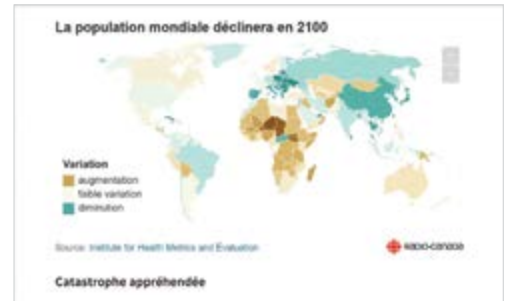 La population mondiale déclinera en 2100
Variation
augmentation
faible variation
diminution
Source: Institute for Health Metrics and Evaluation
RADIO-CANADA
Catastrophe appréhendée